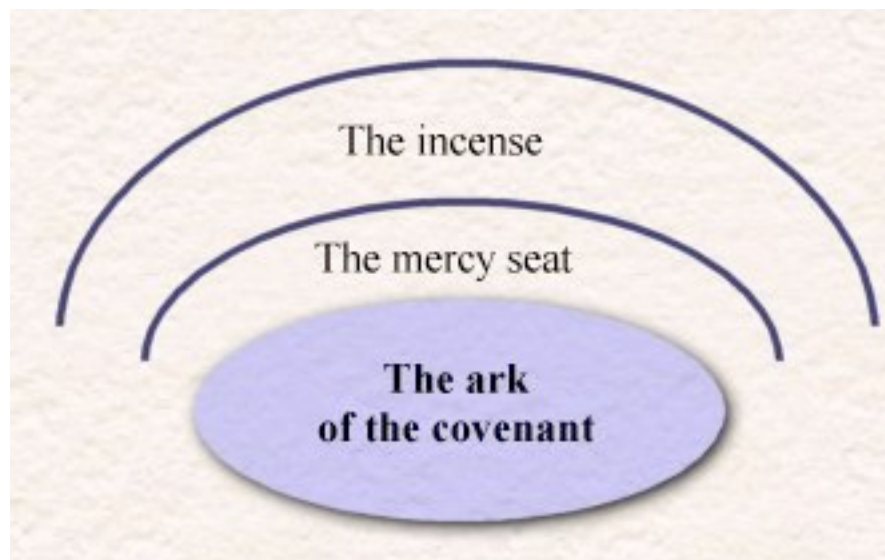 The incense
The mercy seat
The ark
of the covenant